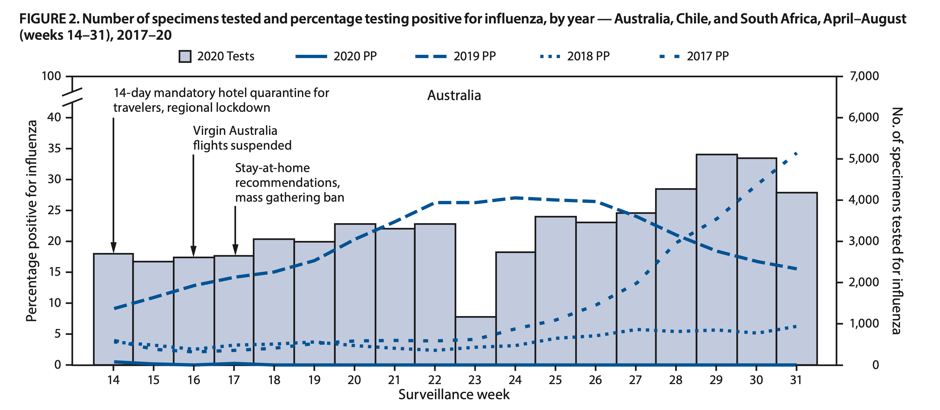 FIGURE 2. Number of specimens tested and percentage testing positive for influenza, by year — Australia, Chile, and South Africa, April–August
(weeks 14–31), 2017–20
2020 Tests 2020 PP 2019 PP 2018 PP 2017 PP
Australia
14-day mandatory hotel quarantine for
travelers, regional lockdown
Virgin Australia
flights suspended
Stay-at-home
recommendations,
mass gathering ban
Percentage positive for influenza
100
40
35
30
25
20
15
10
5
0
No. of specimens tested for influenza
7,000
6,000
5,000
4,000
3,000
2,000
1,000
0
14 15 16 17 18 19 20 21 22 23 24 25 26 27 28 29 30 31
Surveillance week